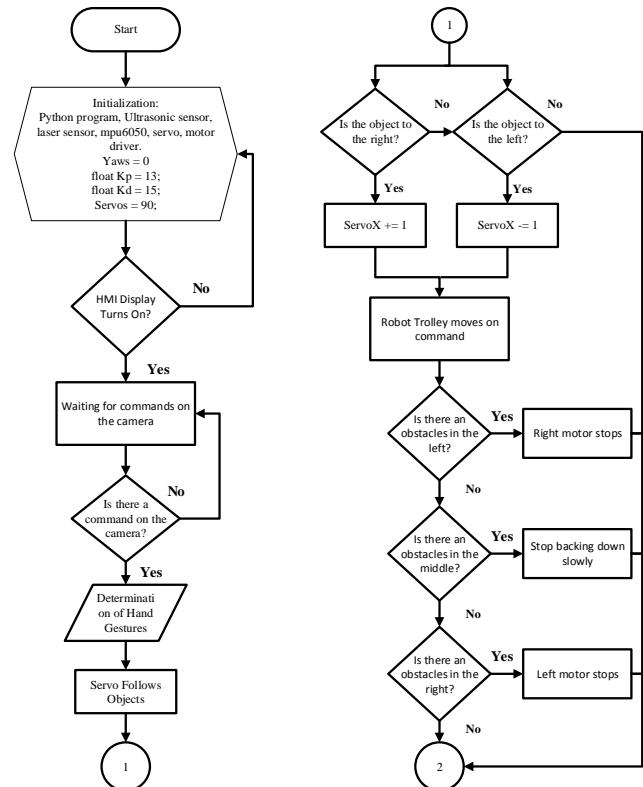 Start
Initialization:
Python program, Ultrasonic sensor,
laser sensor, mpu6050, servo, motor
driver.
Yaws = 0
float Kp = 13;
float Kd = 15;
Servos = 90;
HMI Display
Turns On?
No
Yes
Waiting for commands on
the camera
Is there a
command on the
camera?
No
Yes
Determinati
on of Hand
Gestures
Servo Follows
Objects
1
1
Is the object to
the right?
No
Is the object to
the left?
No
Yes
Yes
ServoX += 1
ServoX -= 1
Robot Trolley moves on
command
Is there an
obstacles in the
left?
Yes
Right motor stops
No
Is there an
obstacles in the
middle?
Yes
Stop backing down
slowly
No
Is there an
obstacles in the
right?
Yes
Left motor stops
No
2